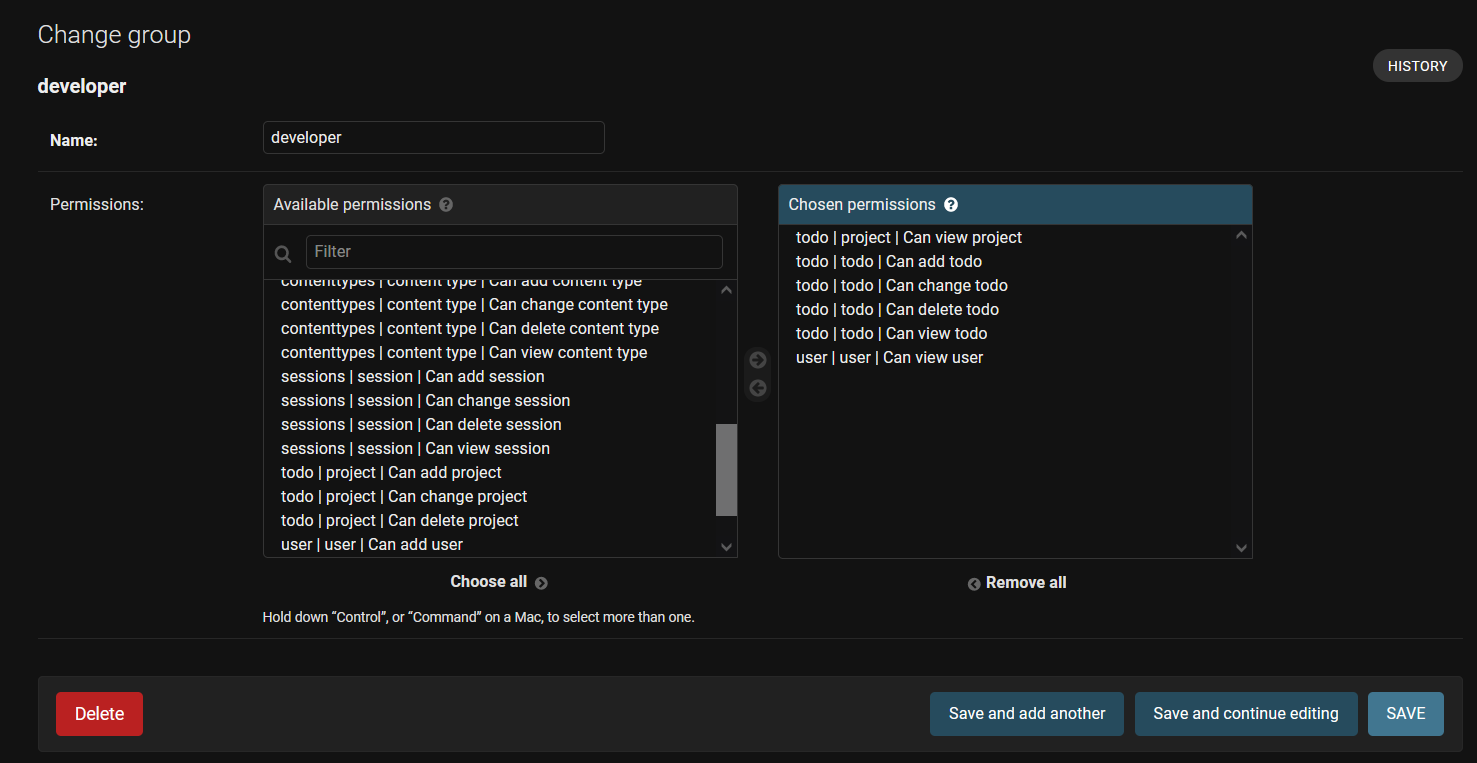 Change group
HISTORY
developer
Name:
developer
Permissions:
Available permissions ?
Filter
contenttypes | content type | Can add content type
contenttypes | content type | Can change content type
contenttypes | content type | Can delete content type
contenttypes | content type | Can view content type
sessions | session | Can add session
sessions | session | Can change session
sessions | session | Can delete session
sessions | session | Can view session
todo | project | Can add project
todo | project | Can change project
todo | project | Can delete project
user | user | Can add user
Choose all
Hold down “Control”, or “Command” on a Mac, to select more than one.
Chosen permissions ?
todo | project | Can view project
todo | todo | Can add todo
todo | todo | Can change todo
todo | todo | Can delete todo
todo | todo | Can view todo
user | user | Can view user
Remove all
Delete
Save and add another
Save and continue editing
SAVE